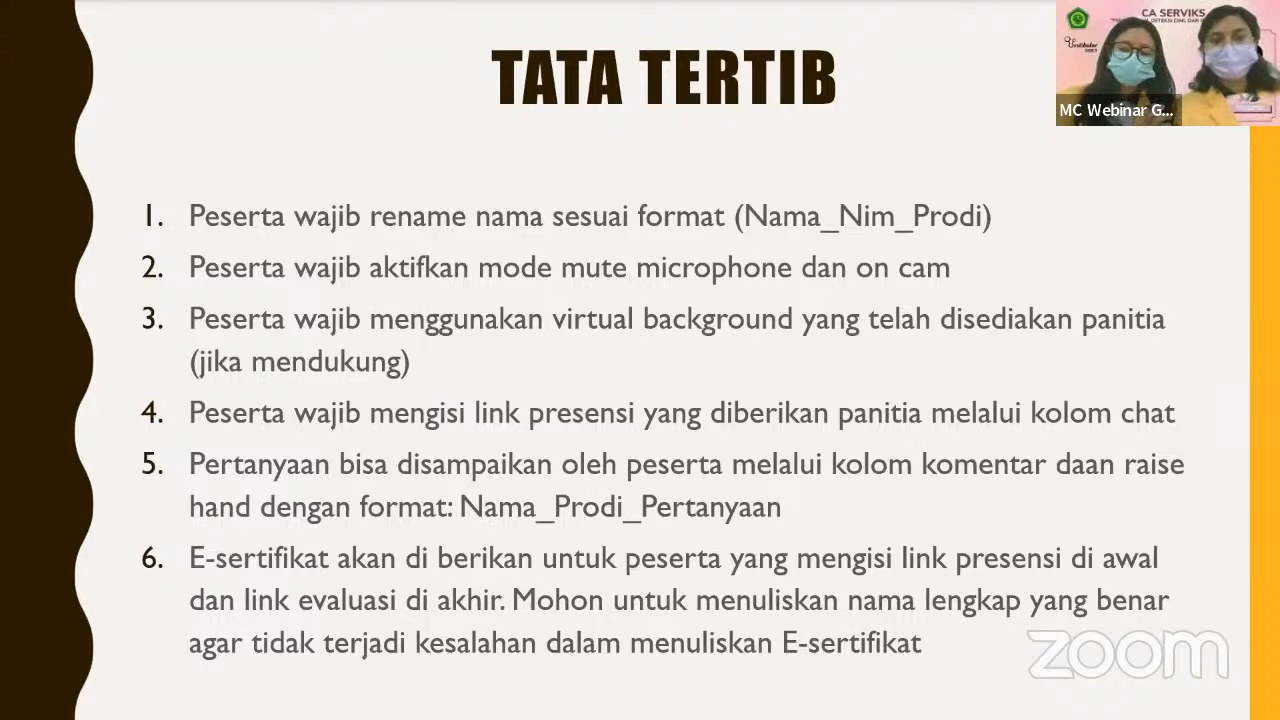 CA SERVIKS
TATA TERTIB
MC Webinar G...
1. Peserta wajib rename nama sesuai format (Nama_Nim_Prodi)
2. Peserta wajib aktifkan mode mute microphone dan on cam
3. Peserta wajib menggunakan virtual background yang telah disediakan panitia
(jika mendukung)
4. Peserta wajib mengisi link presensi yang diberikan panitia melalui kolom chat
5. Pertanyaan bisa disampaikan oleh peserta melalui kolom komentar daan raise
hand dengan format: Nama_Prodi_Pertanyaan
6. E-sertifikat akan di berikan untuk peserta yang mengisi link presensi di awal
dan link evaluasi di akhir. Mohon untuk menuliskan nama lengkap yang benar
agar tidak terjadi kesalahan dalam menuliskan E-sertifikat
zoom